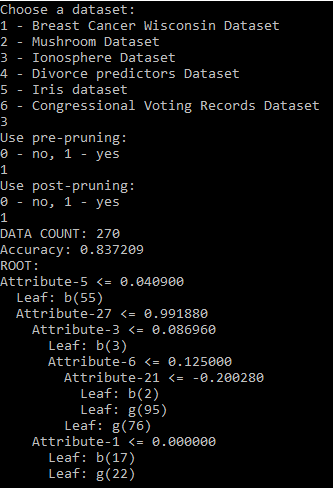 Choose a dataset:
1 - Breast Cancer Wisconsin Dataset
2 - Mushroom Dataset
3 - Ionosphere Dataset
4 - Divorce predictors Dataset
5 - Iris dataset
6 - Congressional Voting Records Dataset
3
Use pre-pruning:
0 - no, 1 - yes
1
Use post-pruning:
0 - no, 1 - yes
1
DATA COUNT: 270
Accuracy: 0.837209
ROOT:
Attribute-5 <= 0.040900
  Leaf: b(55)
  Attribute-27 <= 0.991880
    Attribute-3 <= 0.086960
      Leaf: b(3)
      Attribute-6 <= 0.125000
        Attribute-21 <= -0.200280
          Leaf: b(2)
          Leaf: g(95)
        Leaf: g(76)
    Attribute-1 <= 0.000000
      Leaf: b(17)
      Leaf: g(22)